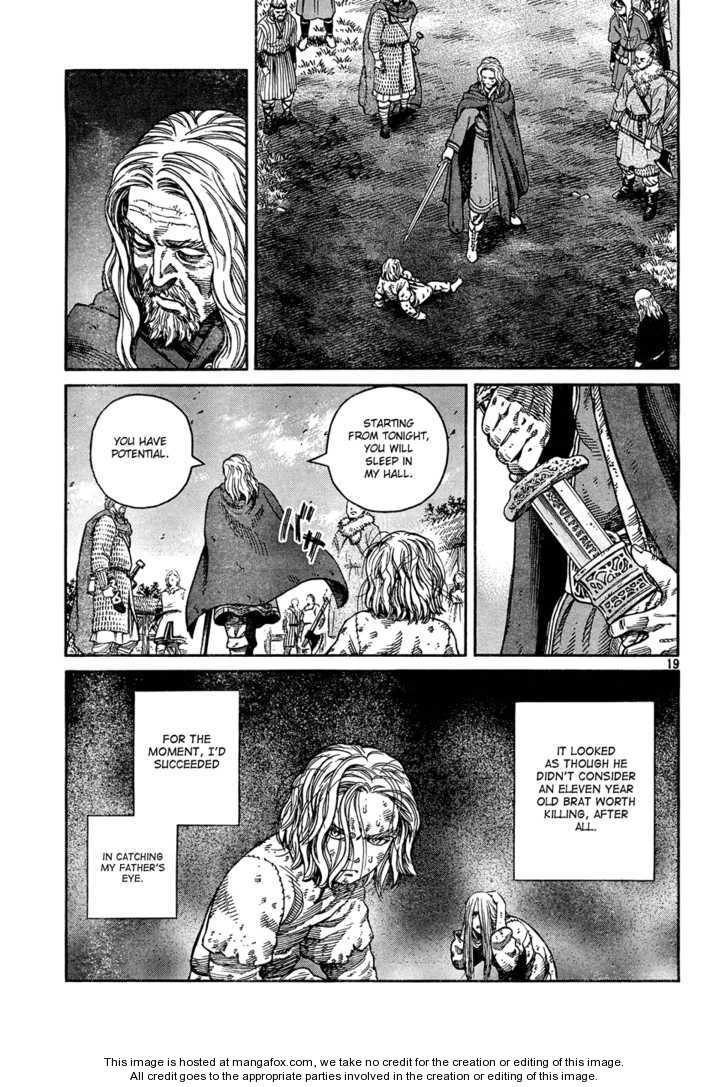 STARTING
FROM TONIGHT,
YOU WILL
SLEEP IN
MY HALL.
YOU HAVE
POTENTIAL.
19
IT LOOKED
AS THOUGH HE
DIDN'T CONSIDER
AN ELEVEN YEAR
OLD BRAT WORTH
KILLING, AFTER
ALL.
FOR THE
MOMENT, I'D
SUCCEEDED
IN CATCHING
MY FATHER'S
EYE.
This image is hosted at mangafox.com, we take no credit for the creation or editing of this image.
All credit goes to the appropriate parties involved in the creation or editing of this image.